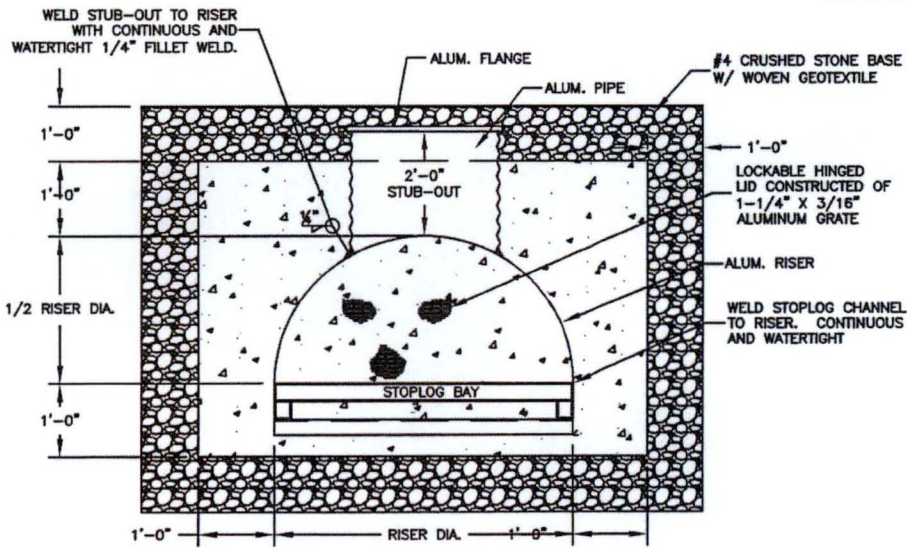 WELD STUB-OUT TO RISER
WITH CONTINUOUS AND
WATERTIGHT 1/4" FILLET WELD.
ALUM. FLANGE
ALUM. PIPE
#4 CRUSHED STONE BASE
W/ WOVEN GEOTEXTILE
1'-0"
1'-0"
1'-0"
2'-0"
STUB-OUT
LOCKABLE HINGED
LID CONSTRUCTED OF
1-1/4" X 3/16"
ALUMINUM GRATE
ALUM. RISER
1/2 RISER DIA.
WELD STOPLOG CHANNEL
TO RISER. CONTINUOUS
AND WATERTIGHT
STOPLOG BAY
1'-0"
1'-0"
RISER DIA.
1'-0"